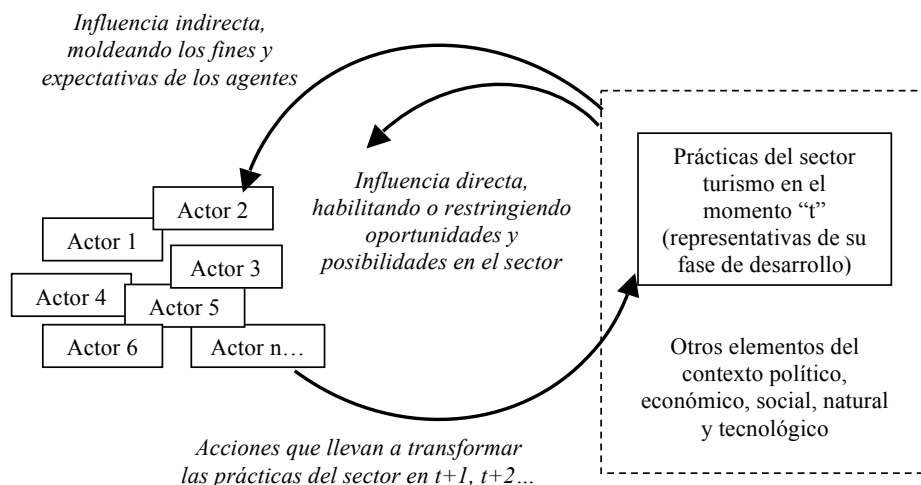 Influencia indirecta,
moldeando los fines y
expectativas de los agentes
Influencia directa,
habilitando o restringiendo
oportunidades y
posibilidades en el sector
Actor 2
Actor 1
Actor 3
Actor 4
Actor 5
Actor 6
Actor n…
Acciones que llevan a transformar
las prácticas del sector en t+1, t+2…
Prácticas del sector
turismo en el
momento “t”
(representativas de su
fase de desarrollo)
Otros elementos del
contexto político,
económico, social, natural
y tecnológico